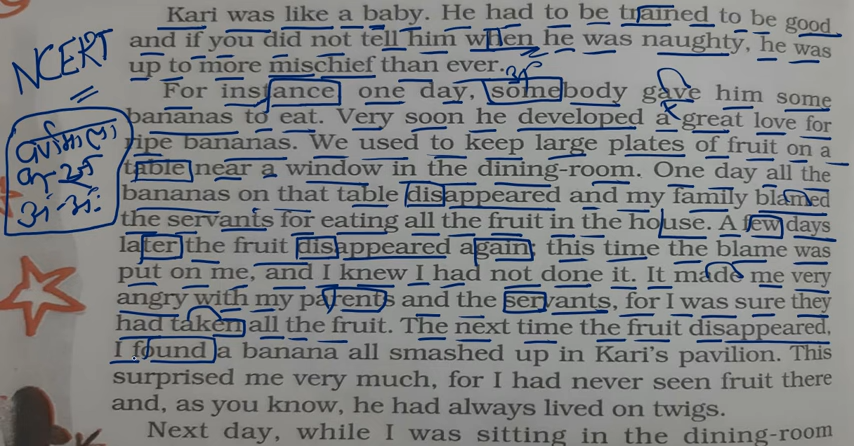 Kari was like a baby. He had to be trained to be good
and if you did not tell him when he was naughty, he was
up to more mischief than ever.
For instance, one day, somebody gave him some
bananas to eat. Very soon he developed a great love for
ripe bananas. We used to keep large plates of fruit on a
table near a window in the dining-room. One day all the
bananas on that table disappeared and my family blamed
the servants for eating all the fruit in the house. A few days
later the fruit disappeared again; this time the blame was
put on me, and I knew I had not done it. It made me very
angry with my parents and the servants, for I was sure they
had taken all the fruit. The next time the fruit disappeared,
I found a banana all smashed up in Kari's pavilion. This
surprised me very much, for I had never seen fruit there
and, as you know, he had always lived on twigs.
Next day, while I was sitting in the dining-room
NCERT
वर्णमाला
अं-अः